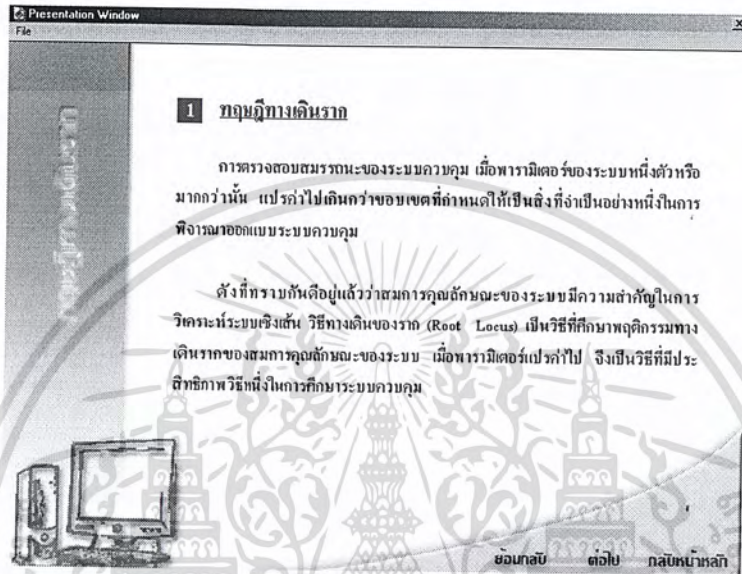 Presentation Window
x
File
1 ทฤษฎีทางเดินราก
การตรวจสอบสมรรถนะของระบบควบคุม เมื่อพารามิเตอร์ของระบบหนึ่งตัวหรือ
มากกว่านั้น แปรค่าไปเกินกว่าขอบเขตที่กำหนดให้เป็นสิ่งที่จำเป็นอย่างหนึ่งในการ
พิจารณาออกแบบระบบควบคุม
ดังที่ทราบกันดีอยู่แล้วว่าสมการคุณลักษณะของระบบมีความสำคัญในการ
วิเคราะห์ระบบเชิงเส้น วิธีทางเดินของราก (Root Locus) เป็นวิธีที่ศึกษาพฤติกรรมทาง
เดินรากของสมการคุณลักษณะของระบบ เมื่อพารามิเตอร์แปรค่าไป จึงเป็นวิธีที่มีประ
สิทธิภาพวิธีหนึ่งในการศึกษาระบบควบคุม
ย้อนกลับ ต่อไป กลับหน้าหลัก